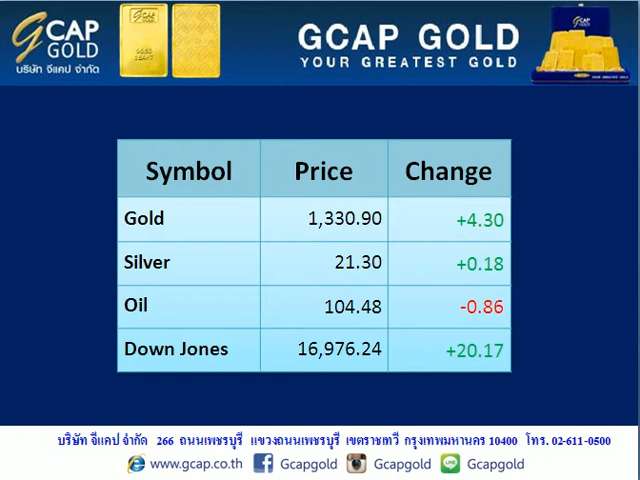 GCAP
GOLD
บริษัท จีแคป จำกัด
GCAP GOLD
YOUR GREATEST GOLD
Symbol Price Change
Gold 1,330.90 +4.30
Silver 21.30 +0.18
Oil 104.48 -0.86
Down Jones 16,976.24 +20.17
บริษัท จีแคป จำกัด 266 ถนนเพชรบุรี แขวงถนนเพชรบุรี เขตราชเทวี กรุงเทพมหานคร 10400 โทร. 02-611-0500
www.gcap.co.th Gcapgold Gcapgold Gcapgold